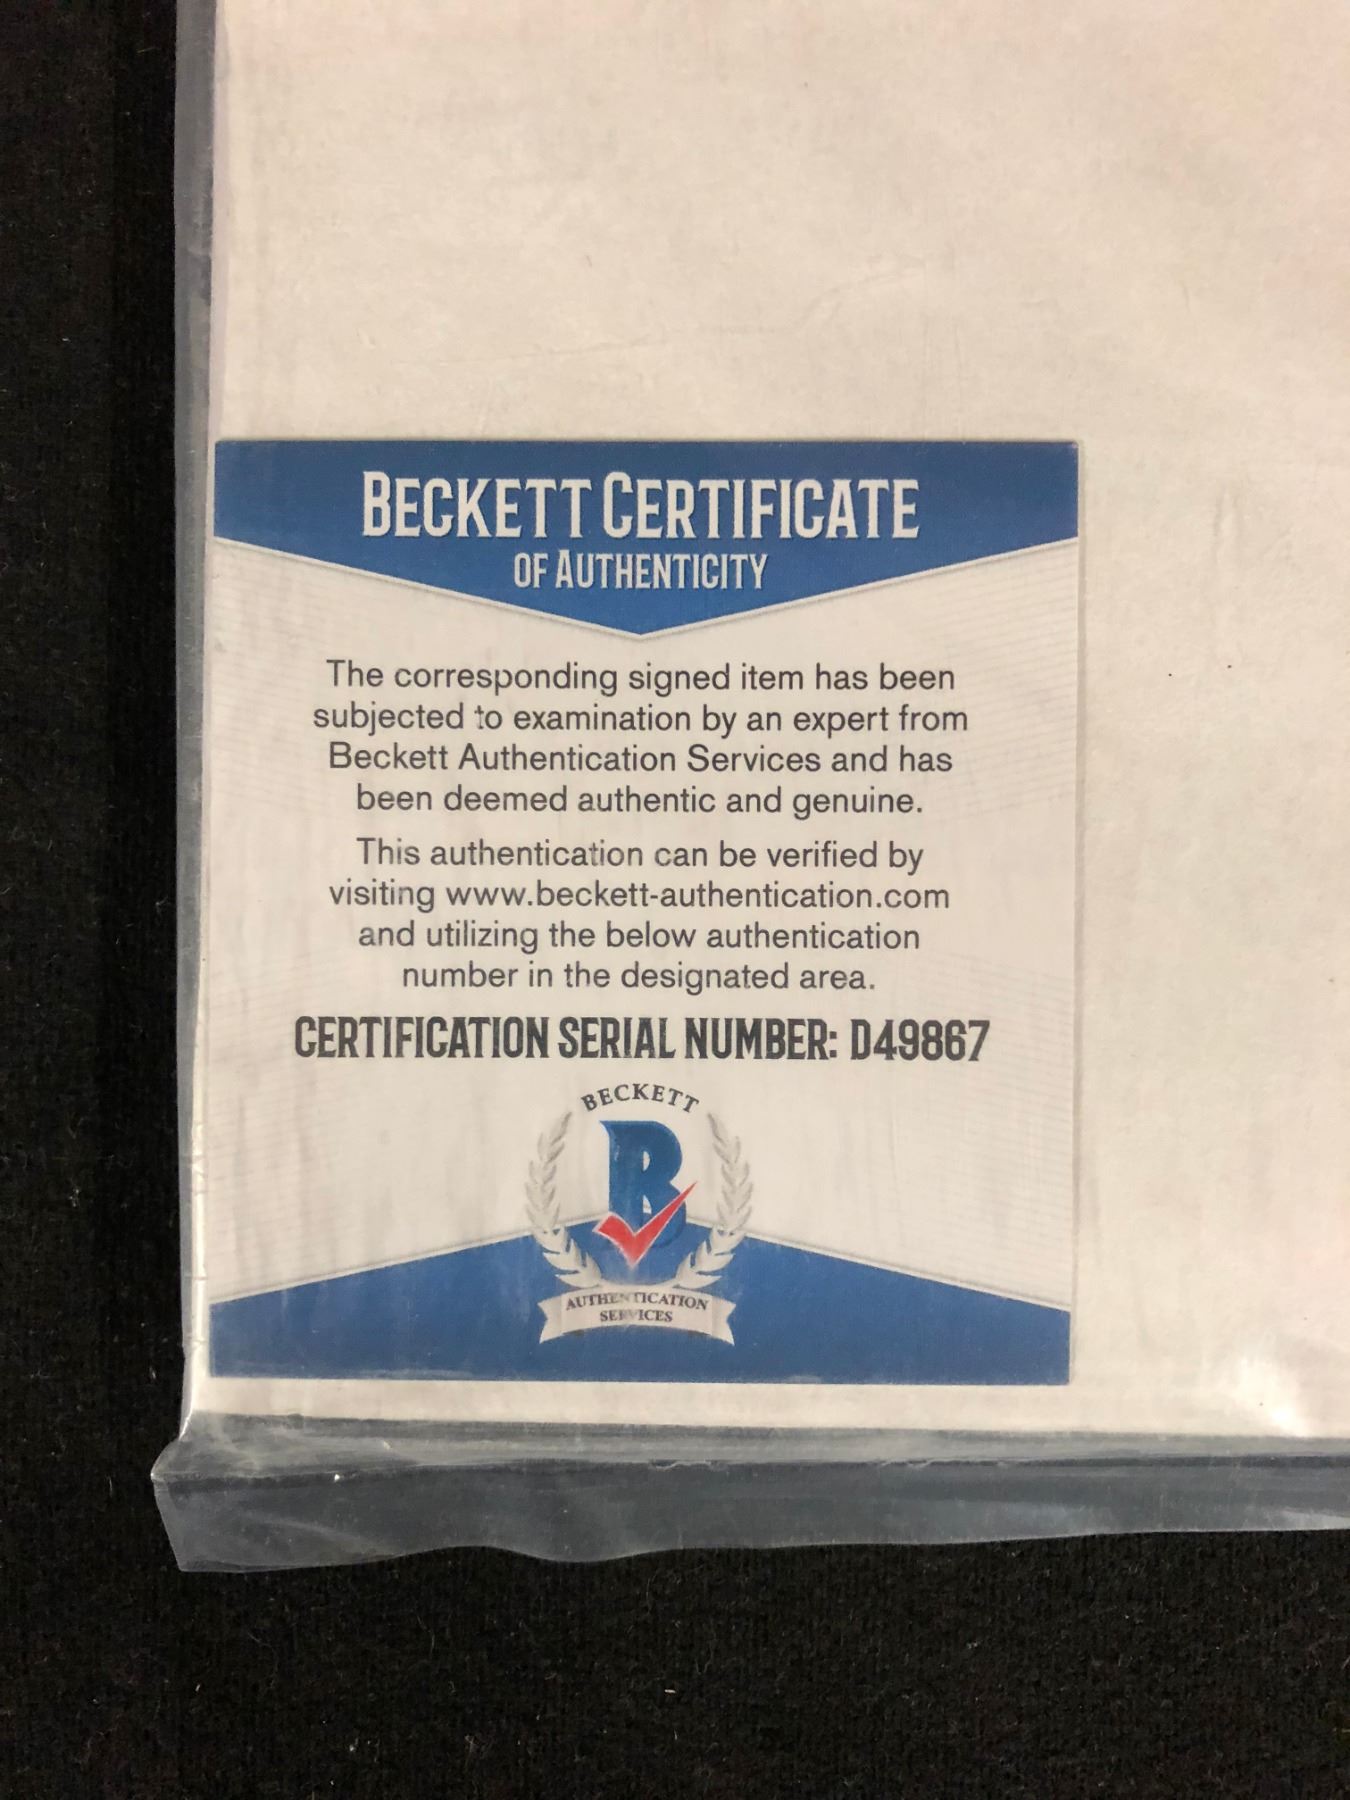 BECKETT CERTIFICATE
OF AUTHENTICITY
The corresponding signed item has been
subjected to examination by an expert from
Beckett Authentication Services and has
been deemed authentic and genuine.
This authentication can be verified by
visiting www.beckett-authentication.com
and utilizing the below authentication
number in the designated area.
CERTIFICATION SERIAL NUMBER: D49867
BECKETT
B
AUTHENTICATION
SERVICES